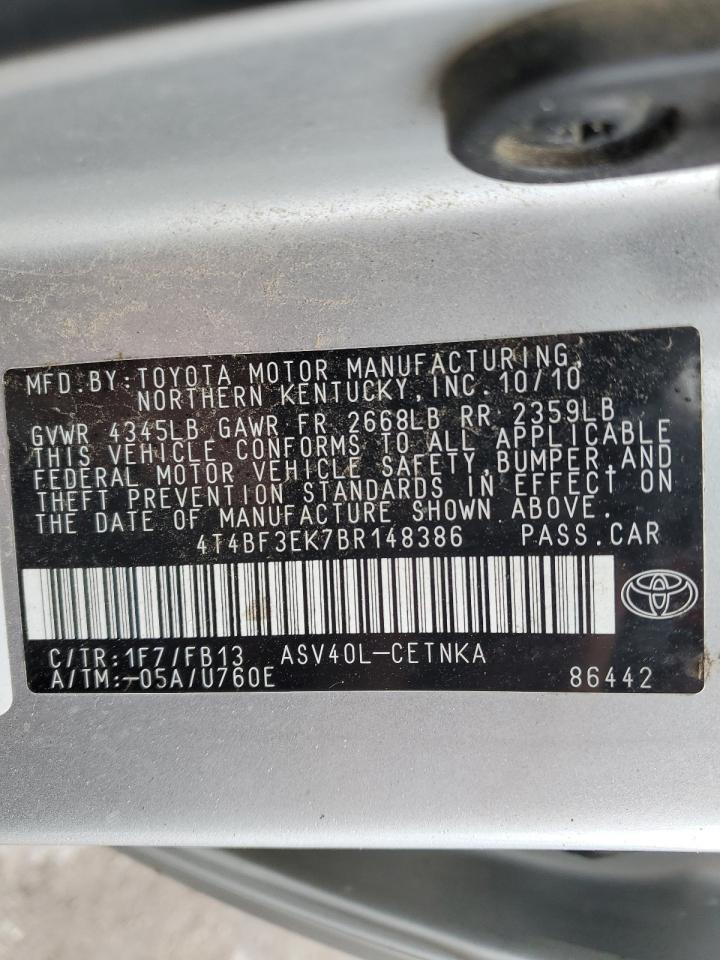 MFD.BY:TOYOTA MOTOR MANUFACTURING,
NORTHERN KENTUCKY,INC.10/10
GVWR 4345LB GAWR FR 2668LB RR 2359LB
THIS VEHICLE CONFORMS TO ALL APPLICABLE
FEDERAL MOTOR VEHICLE SAFETY,BUMPER,AND
THEFT PREVENTION STANDARDS IN EFFECT ON
THE DATE OF MANUFACTURE SHOWN ABOVE.
4T4BF3EK7BR148386 PASS.CAR
C/TR:1F7/FB13 ASV40L-CETNKA
A/TM:-05A/U760E 86442